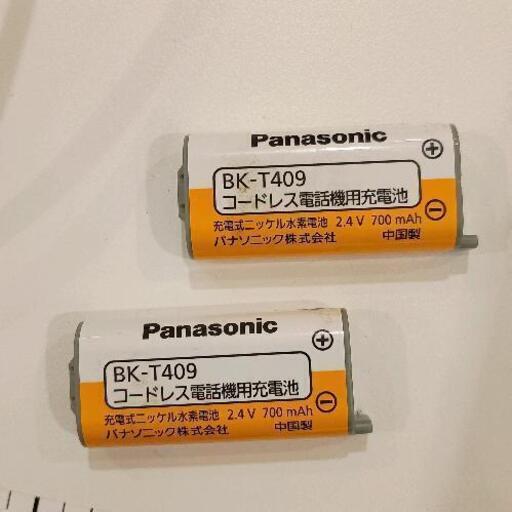 Panasonic
BK-T409
コードレス電話機用充電池
充電式ニッケル水素電池 2.4 V 700 mAh
パナソニック株式会社 中国製
Panasonic
BK-T409
コードレス電話機用充電池
充電式ニッケル水素電池 2.4 V 700 mAh
パナソニック株式会社 中国製